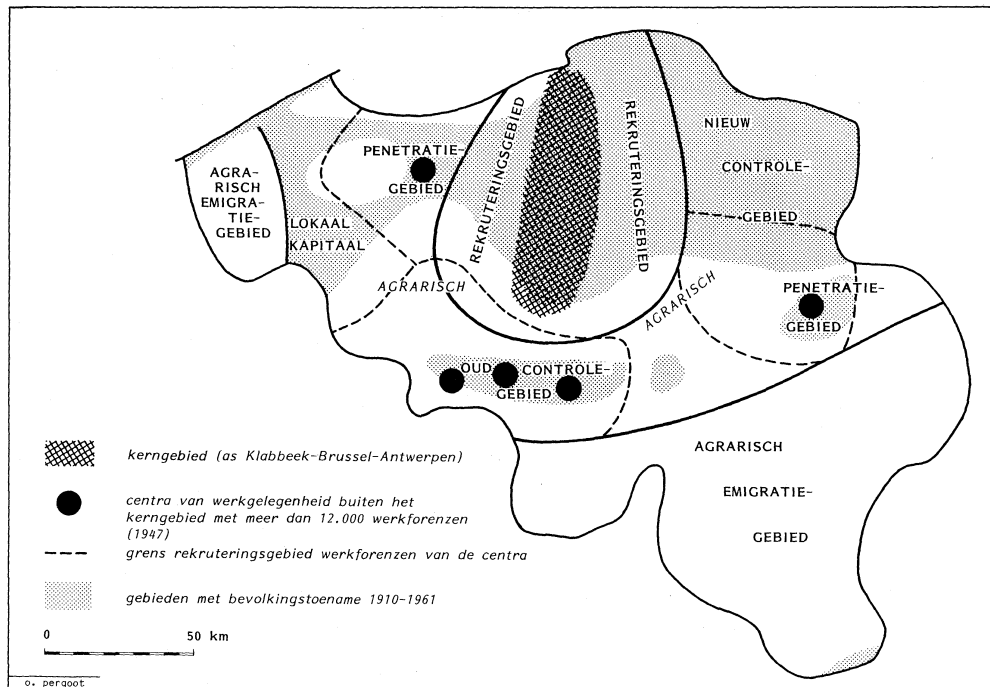 AGRA-
RISCH
EMIGRA-
TIE-
GEBIED
LOKAAL
KAPITAAL
PENETRATIE-
GEBIED
REKRUTERINGSGEBIED
REKRUTERINGSGEBIED
NIEUW
CONTROLE-
GEBIED
AGRARISCH
AGRARISCH
PENETRATIE-
GEBIED
OUD CONTROLE-
GEBIED
AGRARISCH
EMIGRATIE-
GEBIED
kerngebied (as Klabbeek-Brussel-Antwerpen)
centra van werkgelegenheid buiten het
kerngebied met meer dan 12.000 werkforenzen
(1947)
grens rekruteringsgebied werkforenzen van de centra
gebieden met bevolkingstoename 1910-1961
0 50 km
o. pergoot